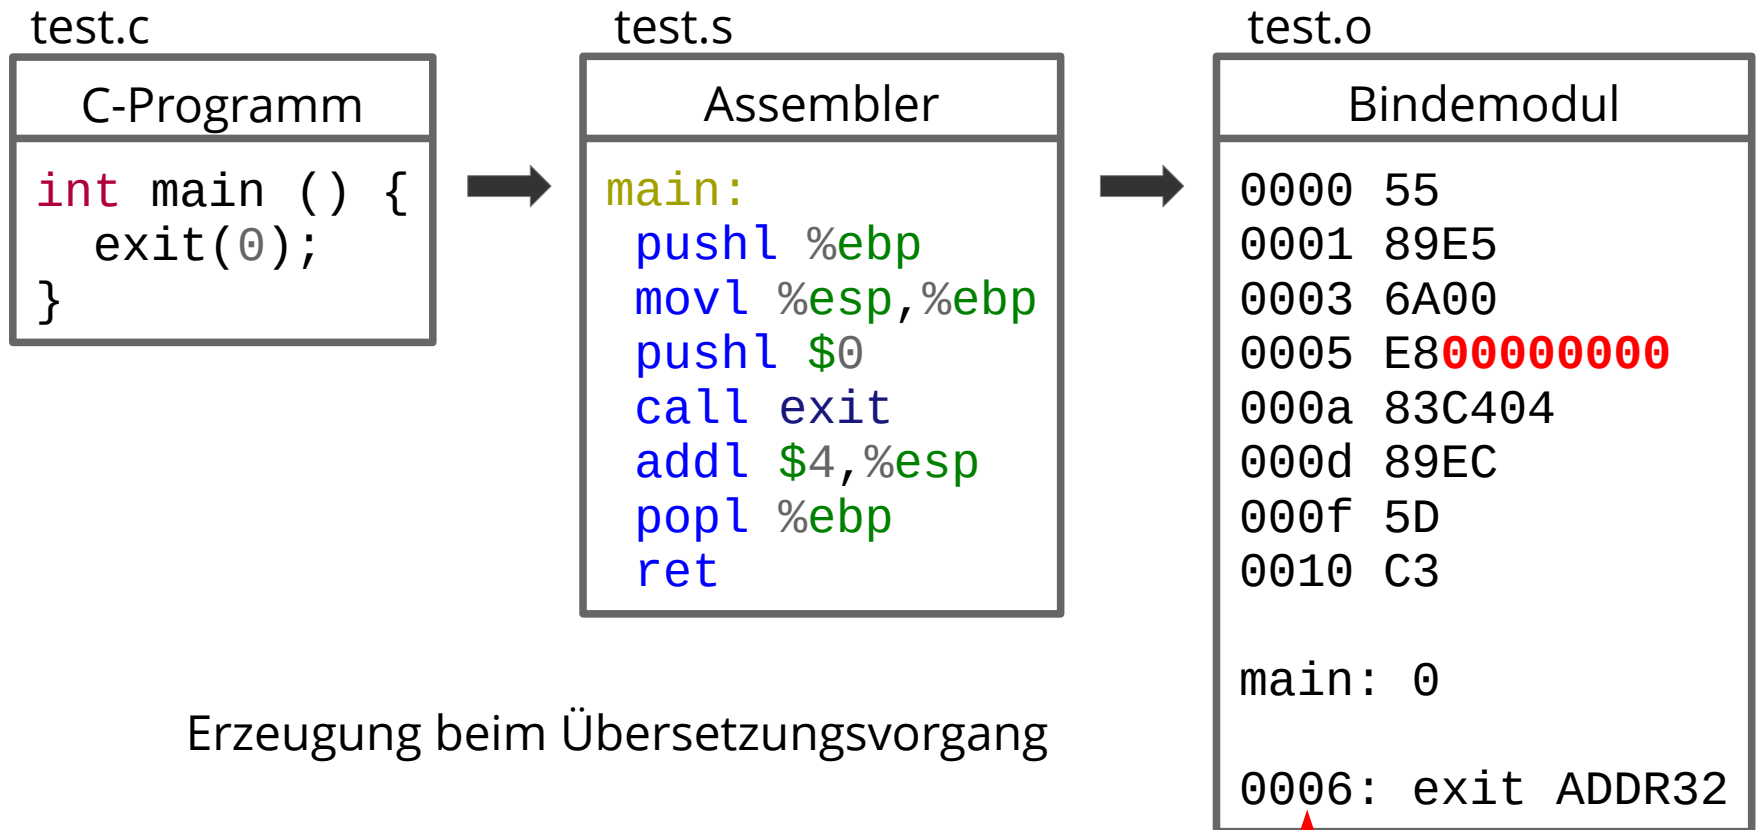 test.c
C-Programm
int main () {
  exit(0);
}
test.s
Assembler
main:
 pushl %ebp
 movl %esp,%ebp
 pushl $0
 call exit
 addl $4,%esp
 popl %ebp
 ret
test.o
Bindemodul
0000 55
0001 89E5
0003 6A00
0005 E800000000
000a 83C404
000d 89EC
000f 5D
0010 C3
main: 0
0006: exit ADDR32
Erzeugung beim Übersetzungsvorgang